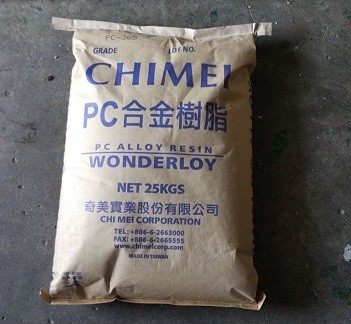 PC-365
GRADE LOT NO.
CHIMEI
PC合金樹脂
PC ALLOY RESIN
WONDERLOY
NET 25KGS
奇美實業股份有限公司
CHI MEI CORPORATION
TEL: +886-6-2663000
FAX: +886-6-2665555
www.chimeicorp.com
MADE IN TAIWAN